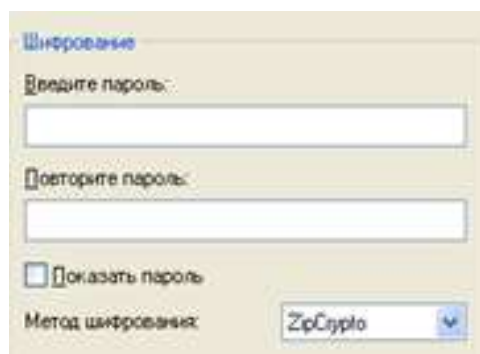 Шифрование
Введите пароль:
Повторите пароль:
Показать пароль
Метод шифрования: ZipCrypto